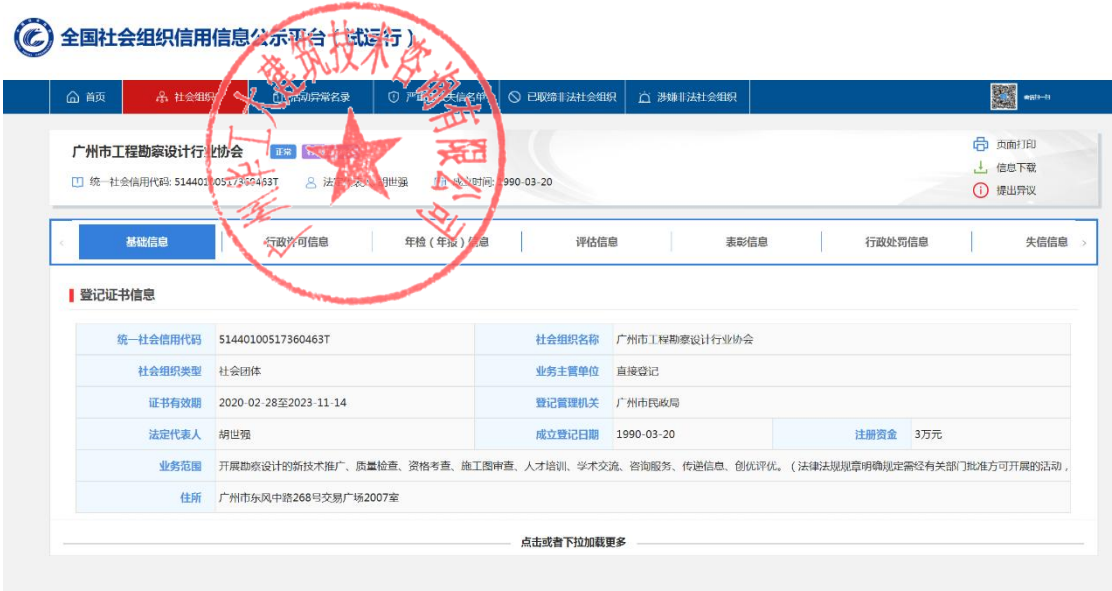 全国社会组织信用信息公示平台（试运行）
首页 社会组织 活动异常名录 严重违法失信名单 已取缔非法社会组织 涉嫌非法社会组织
广州市工程勘察设计行业协会 正常
页面打印
信息下载
提出异议
统一社会信用代码: 51440100517360463T 法定代表人: 胡世强 成立时间: 1990-03-20
基础信息 行政许可信息 年检（年报）信息 评估信息 表彰信息 行政处罚信息 失信信息
登记证书信息
统一社会信用代码 51440100517360463T 社会组织名称 广州市工程勘察设计行业协会
社会组织类型 社会团体 业务主管单位 直接登记
证书有效期 2020-02-28至2023-11-14 登记管理机关 广州市民政局
法定代表人 胡世强 成立登记日期 1990-03-20 注册资金 3万元
业务范围 开展勘察设计的新技术推广、质量检查、资格考查、施工图审查、人才培训、学术交流、咨询服务、传递信息、创优评优。（法律法规规章明确规定需经有关部门批准方可开展的活动，
住所 广州市东风中路268号交易广场2007室
点击或者下拉加载更多